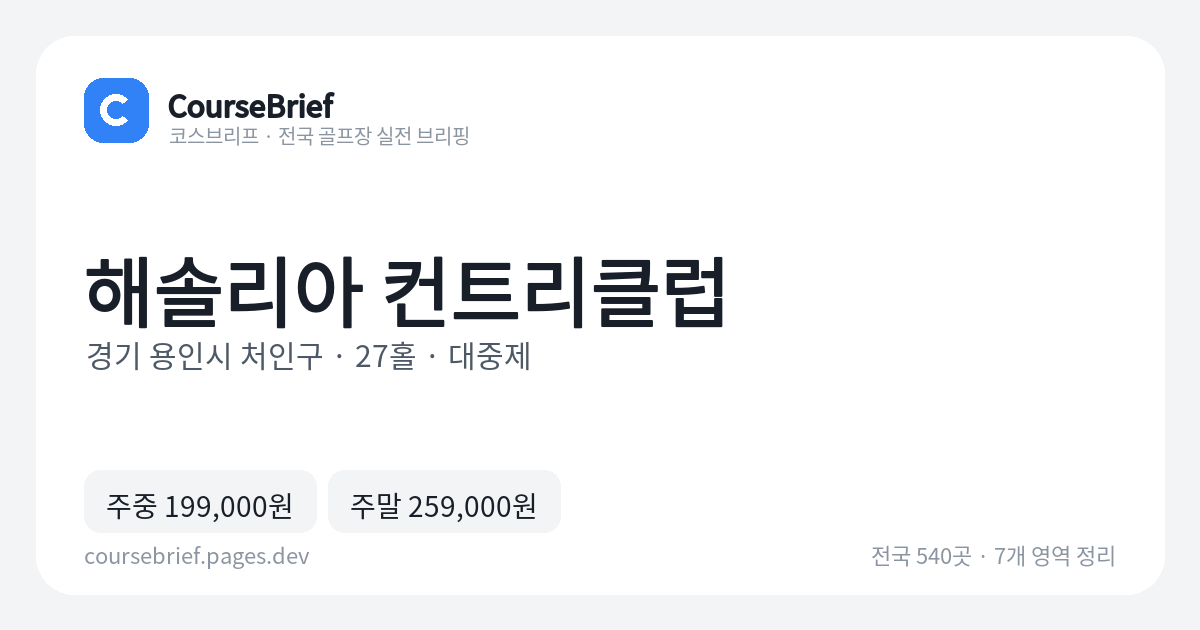 C
CourseBrief
코스브리프 · 전국 골프장 실전 브리핑
해솔리아 컨트리클럽
경기 용인시 처인구 · 27홀 · 대중제
주중 199,000원 주말 259,000원
coursebrief.pages.dev 전국 540곳 · 7개 영역 정리